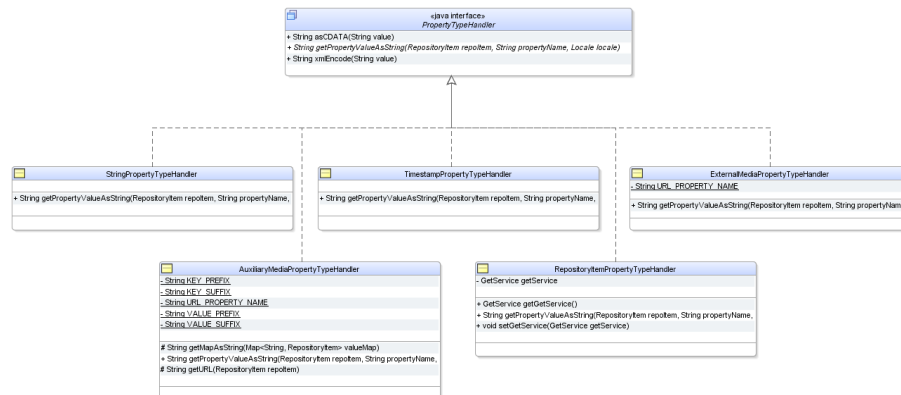 «java interface»
PropertyTypeHandler
+ String asCDATA(String value)
+ String getPropertyValueAsString(RepositoryItem repoItem, String propertyName, Locale locale)
+ String xmlEncode(String value)
StringPropertyTypeHandler
+ String getPropertyValueAsString(RepositoryItem repoItem, String propertyName,
TimestampPropertyTypeHandler
+ String getPropertyValueAsString(RepositoryItem repoItem, String propertyName,
ExternalMediaPropertyTypeHandler
- String URL_PROPERTY_NAME
+ String getPropertyValueAsString(RepositoryItem repoItem, String propertyNam
AuxiliaryMediaPropertyTypeHandler
- String KEY_PREFIX
- String KEY_SUFFIX
- String URL_PROPERTY_NAME
- String VALUE_PREFIX
- String VALUE_SUFFIX
# String getMapAsString(Map<String, RepositoryItem> valueMap)
+ String getPropertyValueAsString(RepositoryItem repoItem, String propertyName,
# String getURL(RepositoryItem repoItem)
RepositoryItemPropertyTypeHandler
- GetService getService
+ GetService getGetService()
+ String getPropertyValueAsString(RepositoryItem repoItem, String propertyName,
+ void setGetService(GetService getService)